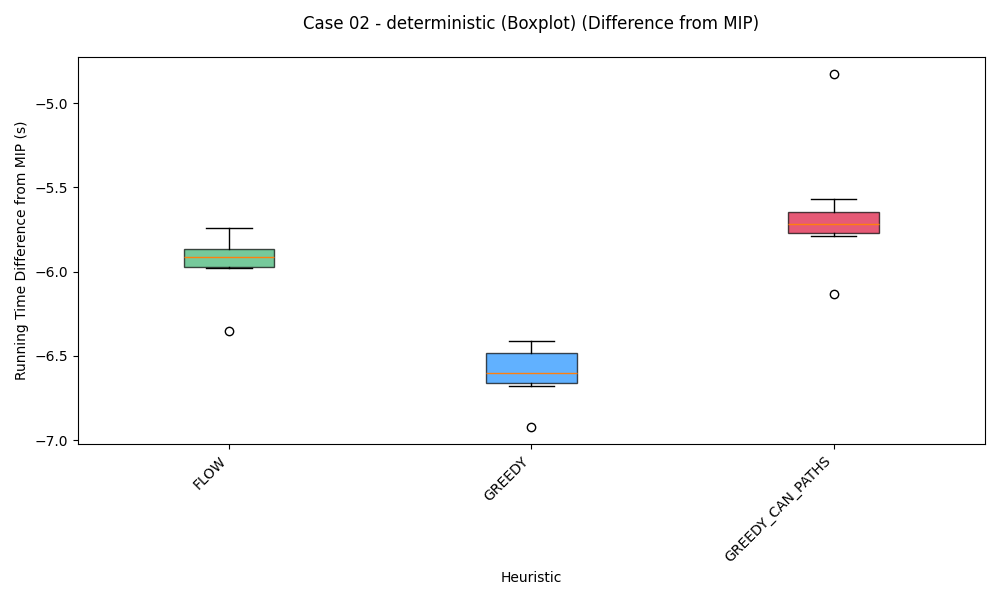 Case 02 - deterministic (Boxplot) (Difference from MIP)
Running Time Difference from MIP (s)
−5.0
−5.5
−6.0
−6.5
−7.0
FLOW
GREEDY
GREEDY_CAN_PATHS
Heuristic